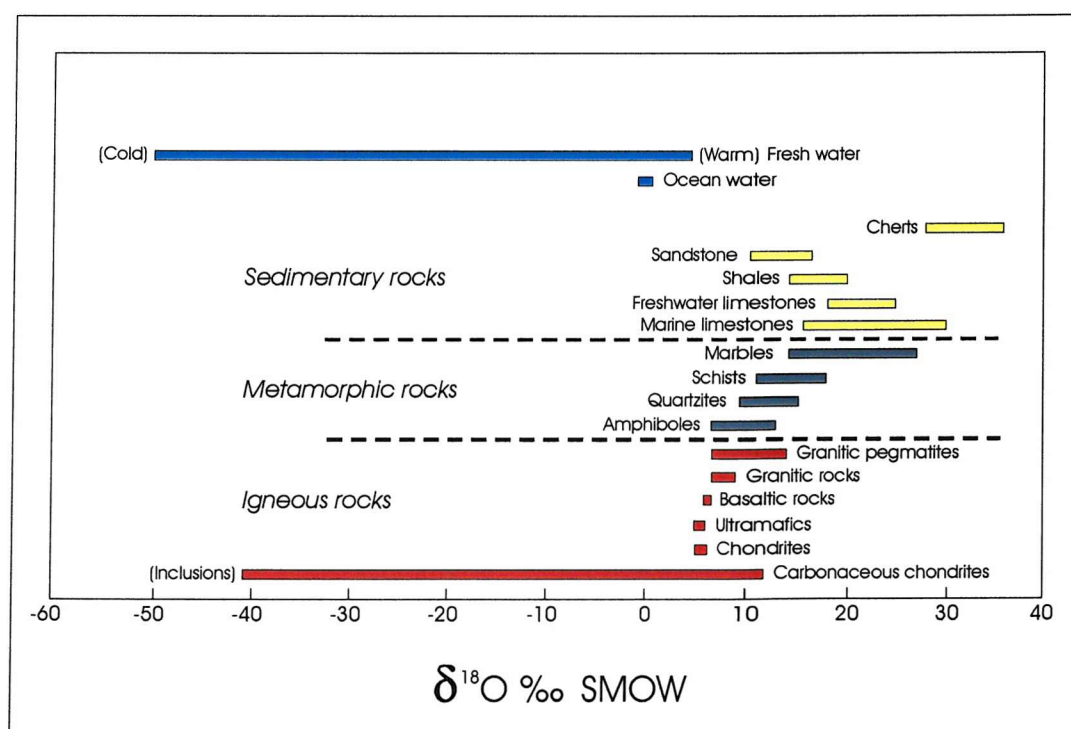 (Cold) (Warm) Fresh water
Ocean water
Cherts
Sandstone
Sedimentary rocks
Shales
Freshwater limestones
Marine limestones
Marbles
Schists
Metamorphic rocks
Quartzites
Amphiboles
Granitic pegmatites
Granitic rocks
Igneous rocks
Basaltic rocks
Ultramafics
Chondrites
(Inclusions) Carbonaceous chondrites
-60 -50 -40 -30 -20 -10 0 10 20 30 40
δ¹⁸O ‰ SMOW